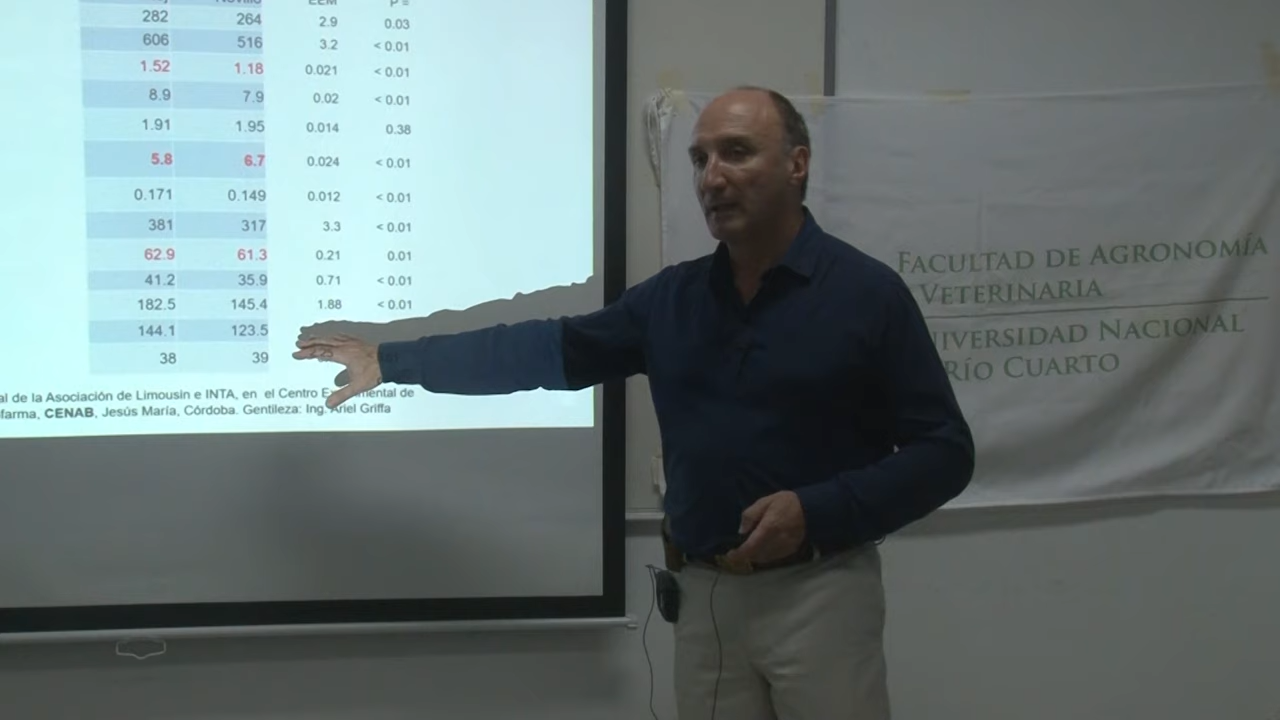 282 264 2.9 0.03
606 516 3.2 < 0.01
1.52 1.18 0.021 < 0.01
8.9 7.9 0.02 < 0.01
1.91 1.95 0.014 0.38
5.8 6.7 0.024 < 0.01
0.171 0.149 0.012 < 0.01
381 317 3.3 < 0.01
62.9 61.3 0.21 0.01
41.2 35.9 0.71 < 0.01
182.5 145.4 1.88 < 0.01
144.1 123.5
38 39
al de la Asociación de Limousin e INTA, en el Centro de
farma, CENAB, Jesús María, Córdoba. Gentileza: Ing. Ariel Griffa
FACULTAD DE AGRONOMÍA
VETERINARIA
UNIVERSIDAD NACIONAL
RÍO CUARTO